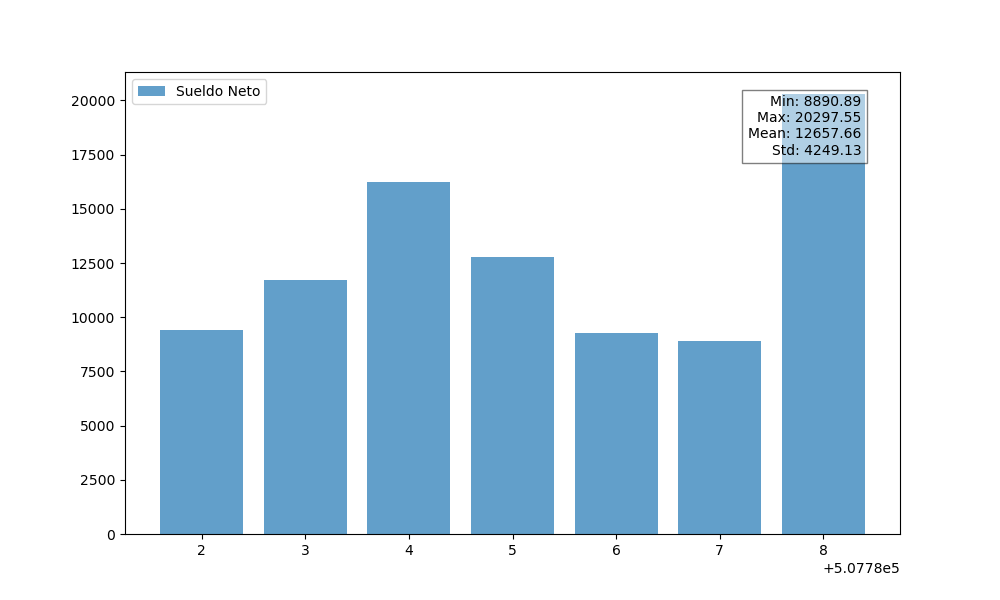 Sueldo Neto
Min: 8890.89
Max: 20297.55
Mean: 12657.66
Std: 4249.13
20000
17500
15000
12500
10000
7500
5000
2500
0
2 3 4 5 6 7 8
+5.0778e5